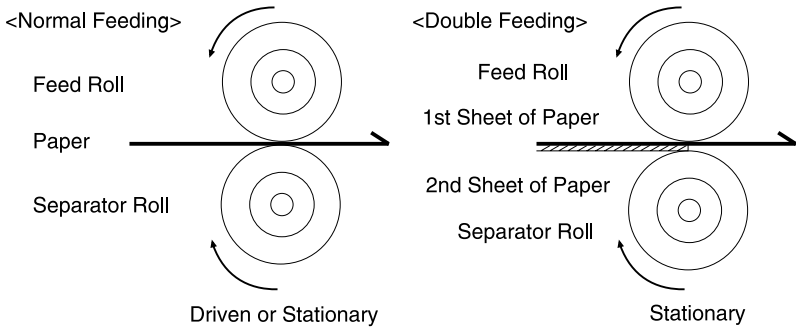 <Normal Feeding>
Feed Roll
Paper
Separator Roll
Driven or Stationary
<Double Feeding>
Feed Roll
1st Sheet of Paper
2nd Sheet of Paper
Separator Roll
Stationary